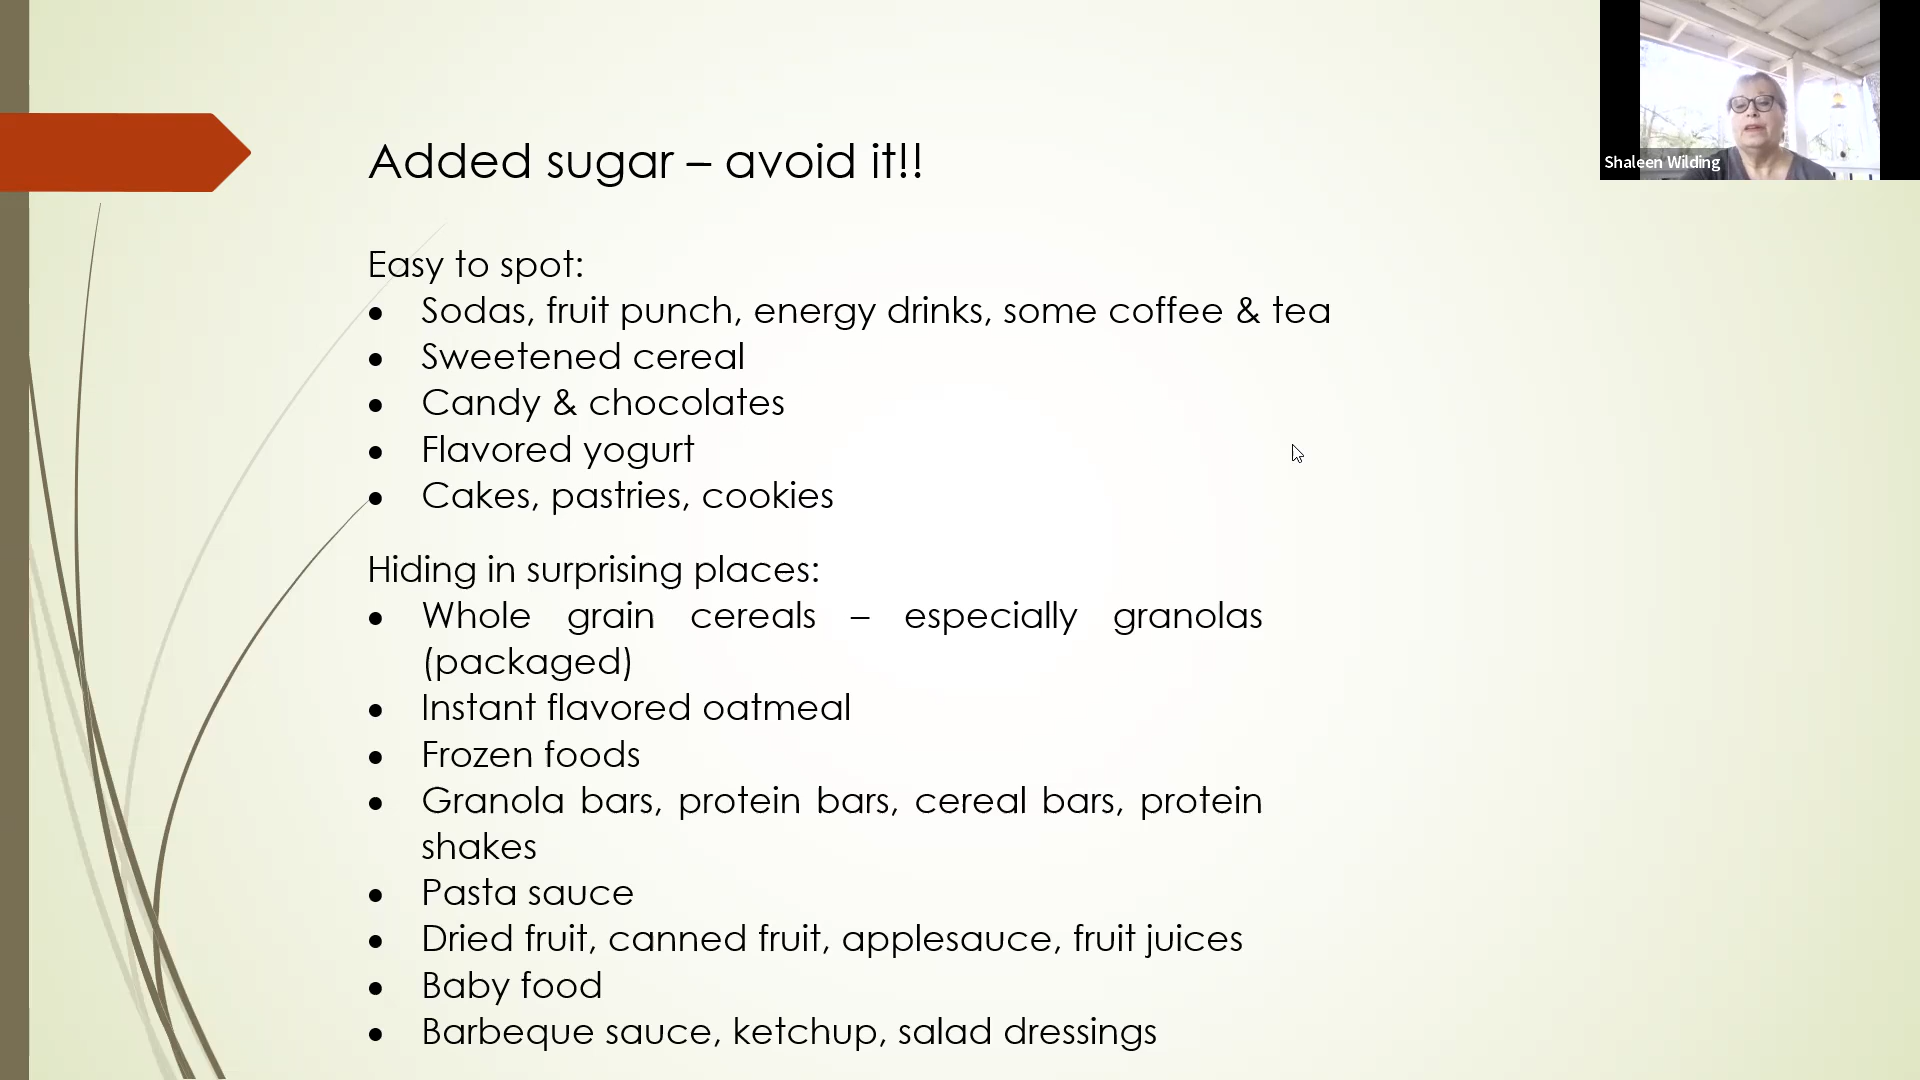 Added sugar – avoid it!!
Shaleen Wilding
Easy to spot:
• Sodas, fruit punch, energy drinks, some coffee & tea
• Sweetened cereal
• Candy & chocolates
• Flavored yogurt
• Cakes, pastries, cookies
Hiding in surprising places:
• Whole grain cereals – especially granolas
(packaged)
• Instant flavored oatmeal
• Frozen foods
• Granola bars, protein bars, cereal bars, protein
shakes
• Pasta sauce
• Dried fruit, canned fruit, applesauce, fruit juices
• Baby food
• Barbeque sauce, ketchup, salad dressings